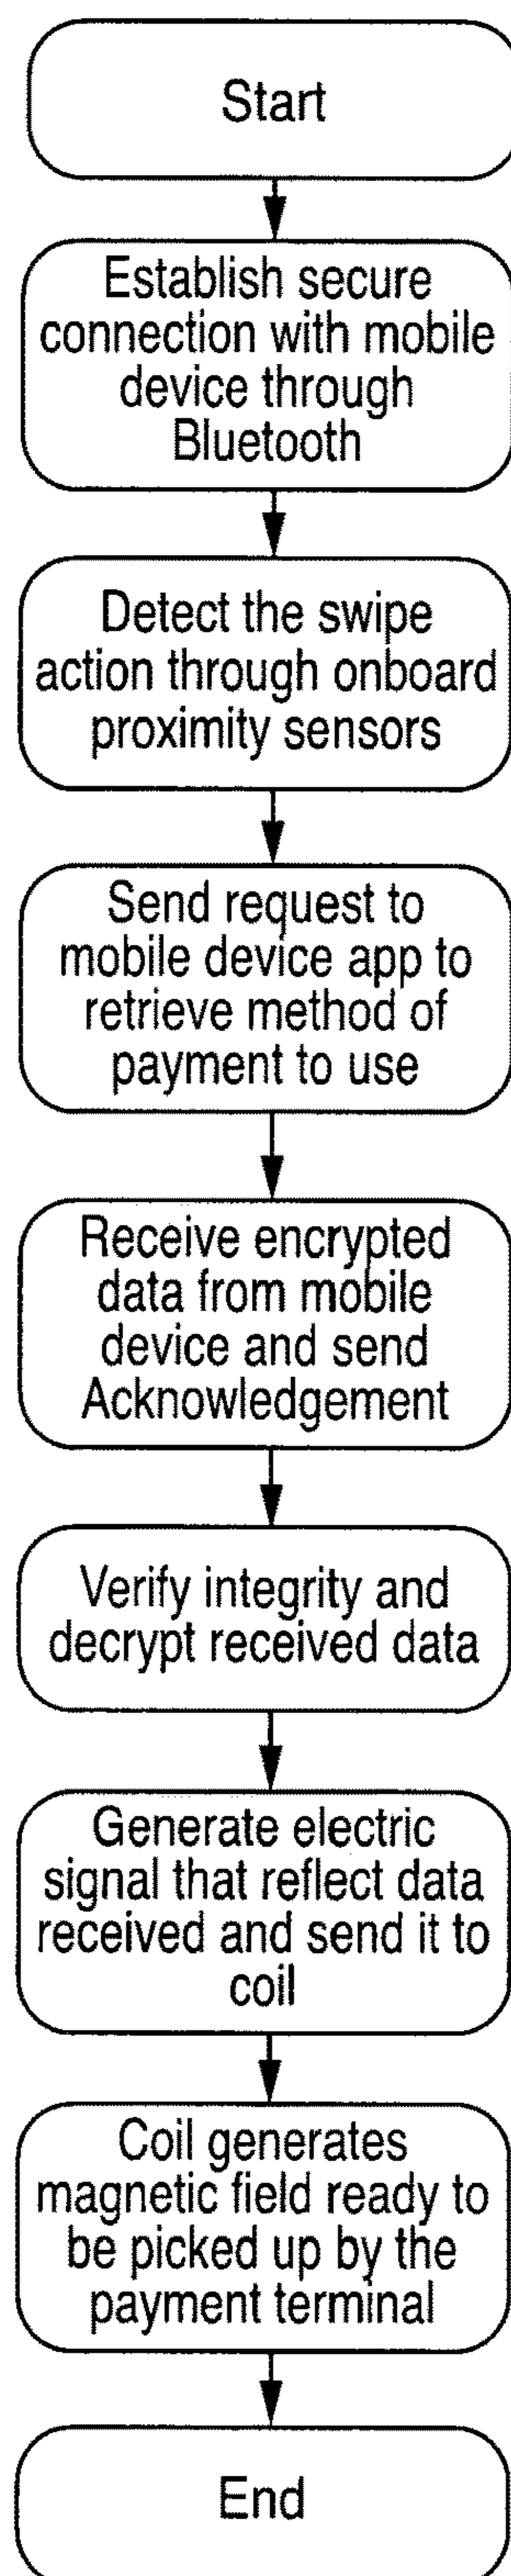 Start
Establish secure
connection with mobile
device through
Bluetooth
Detect the swipe
action through onboard
proximity sensors
Send request to
mobile device app to
retrieve method of
payment to use
Receive encrypted
data from mobile
device and send
Acknowledgement
Verify integrity and
decrypt received data
Generate electric
signal that reflect data
received and send it to
coil
Coil generates
magnetic field ready to
be picked up by the
payment terminal
End